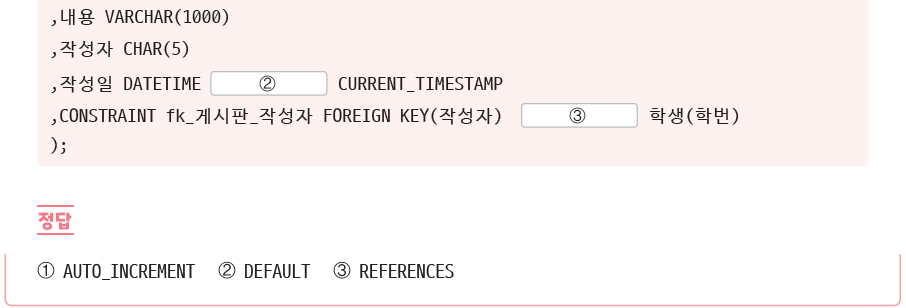 ,내용 VARCHAR(1000)
,작성자 CHAR(5)
,작성일 DATETIME ② CURRENT_TIMESTAMP
,CONSTRAINT fk_게시판_작성자 FOREIGN KEY(작성자) ③ 학생(학번)
);
정답
① AUTO_INCREMENT ② DEFAULT ③ REFERENCES